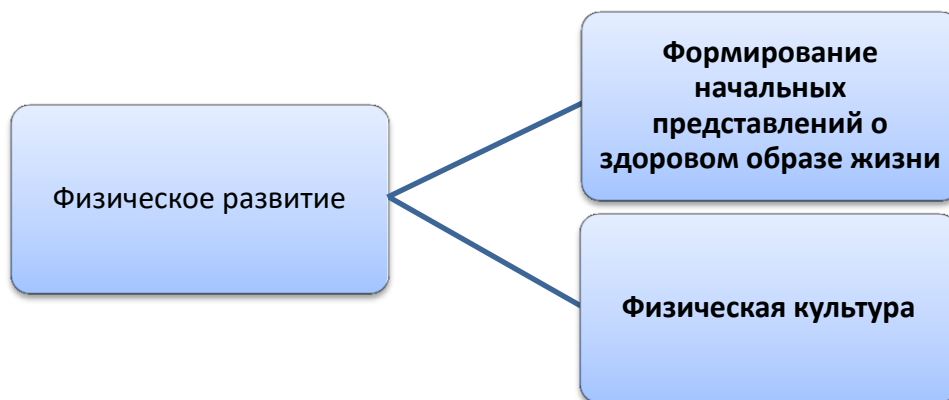 Физическое развитие
Формирование
начальных
представлений о
здоровом образе жизни
Физическая культура